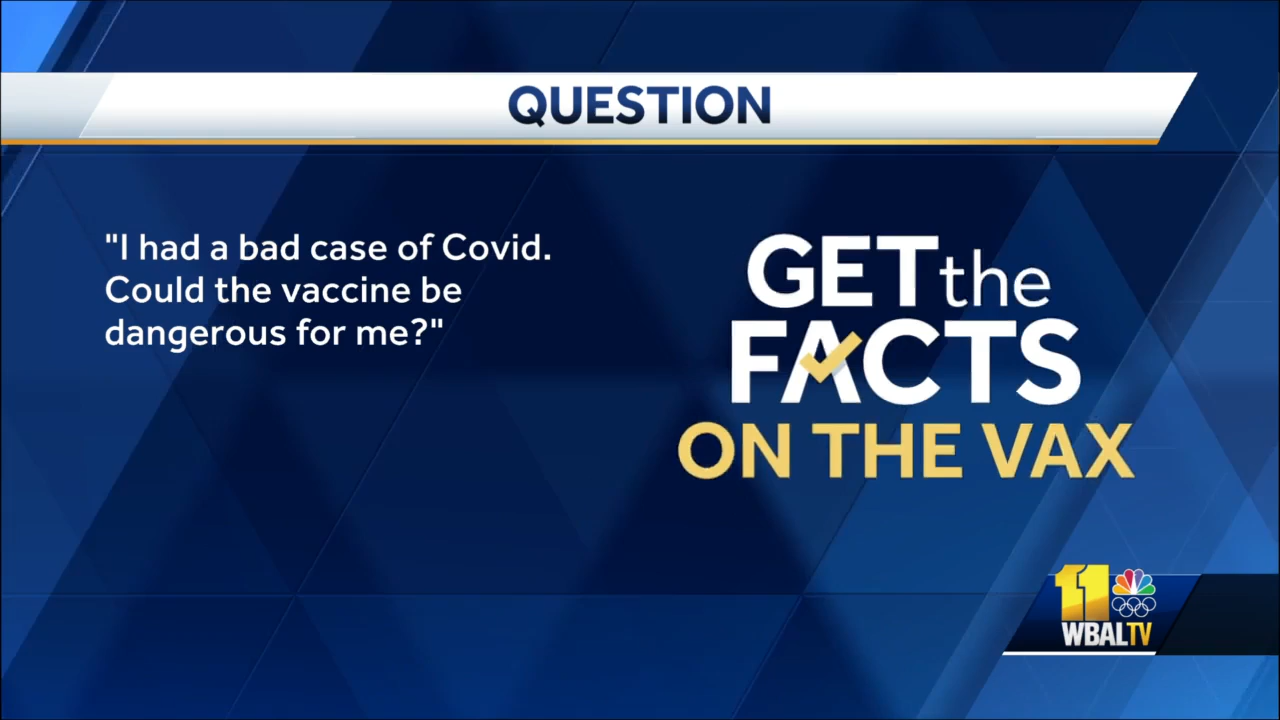 QUESTION
"I had a bad case of Covid.
Could the vaccine be
dangerous for me?"
GET the
FACTS
ON THE VAX
11
WBALTV